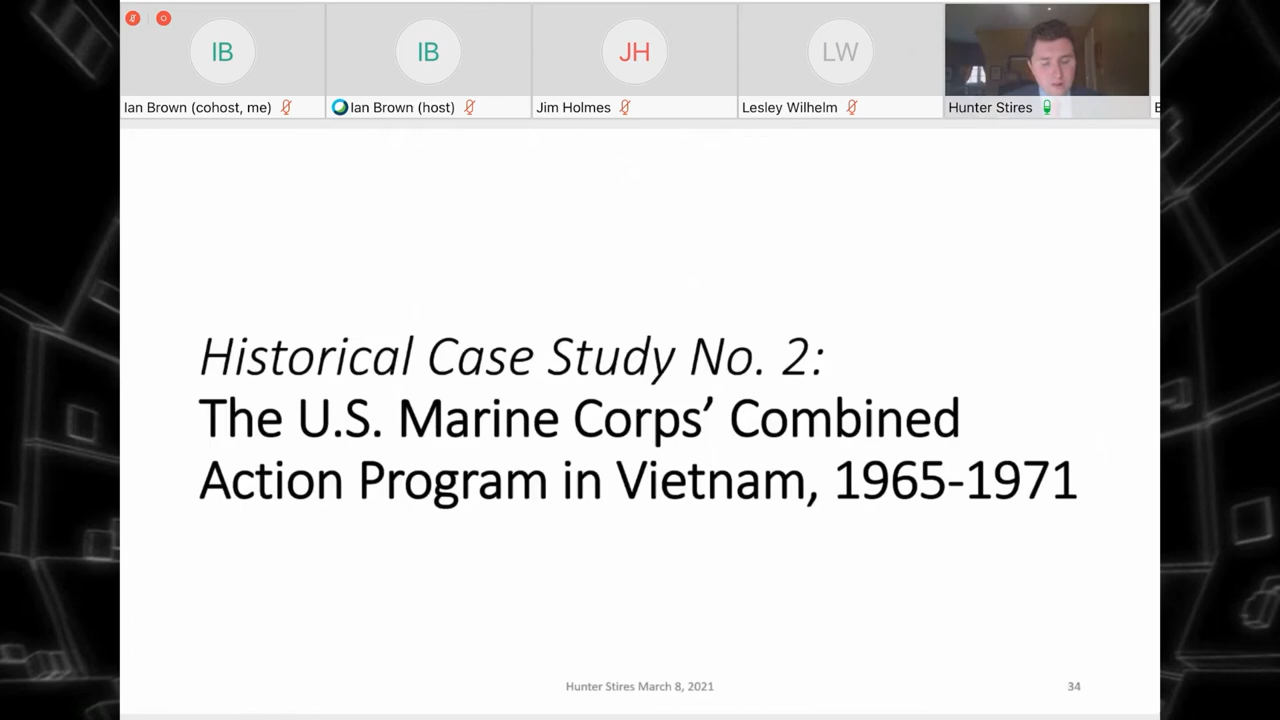 IB
IB
JH
LW
Ian Brown (cohost, me)
Ian Brown (host)
Jim Holmes
Lesley Wilhelm
Hunter Stires
E
Historical Case Study No. 2:
The U.S. Marine Corps’ Combined
Action Program in Vietnam, 1965-1971
Hunter Stires March 8, 2021
34